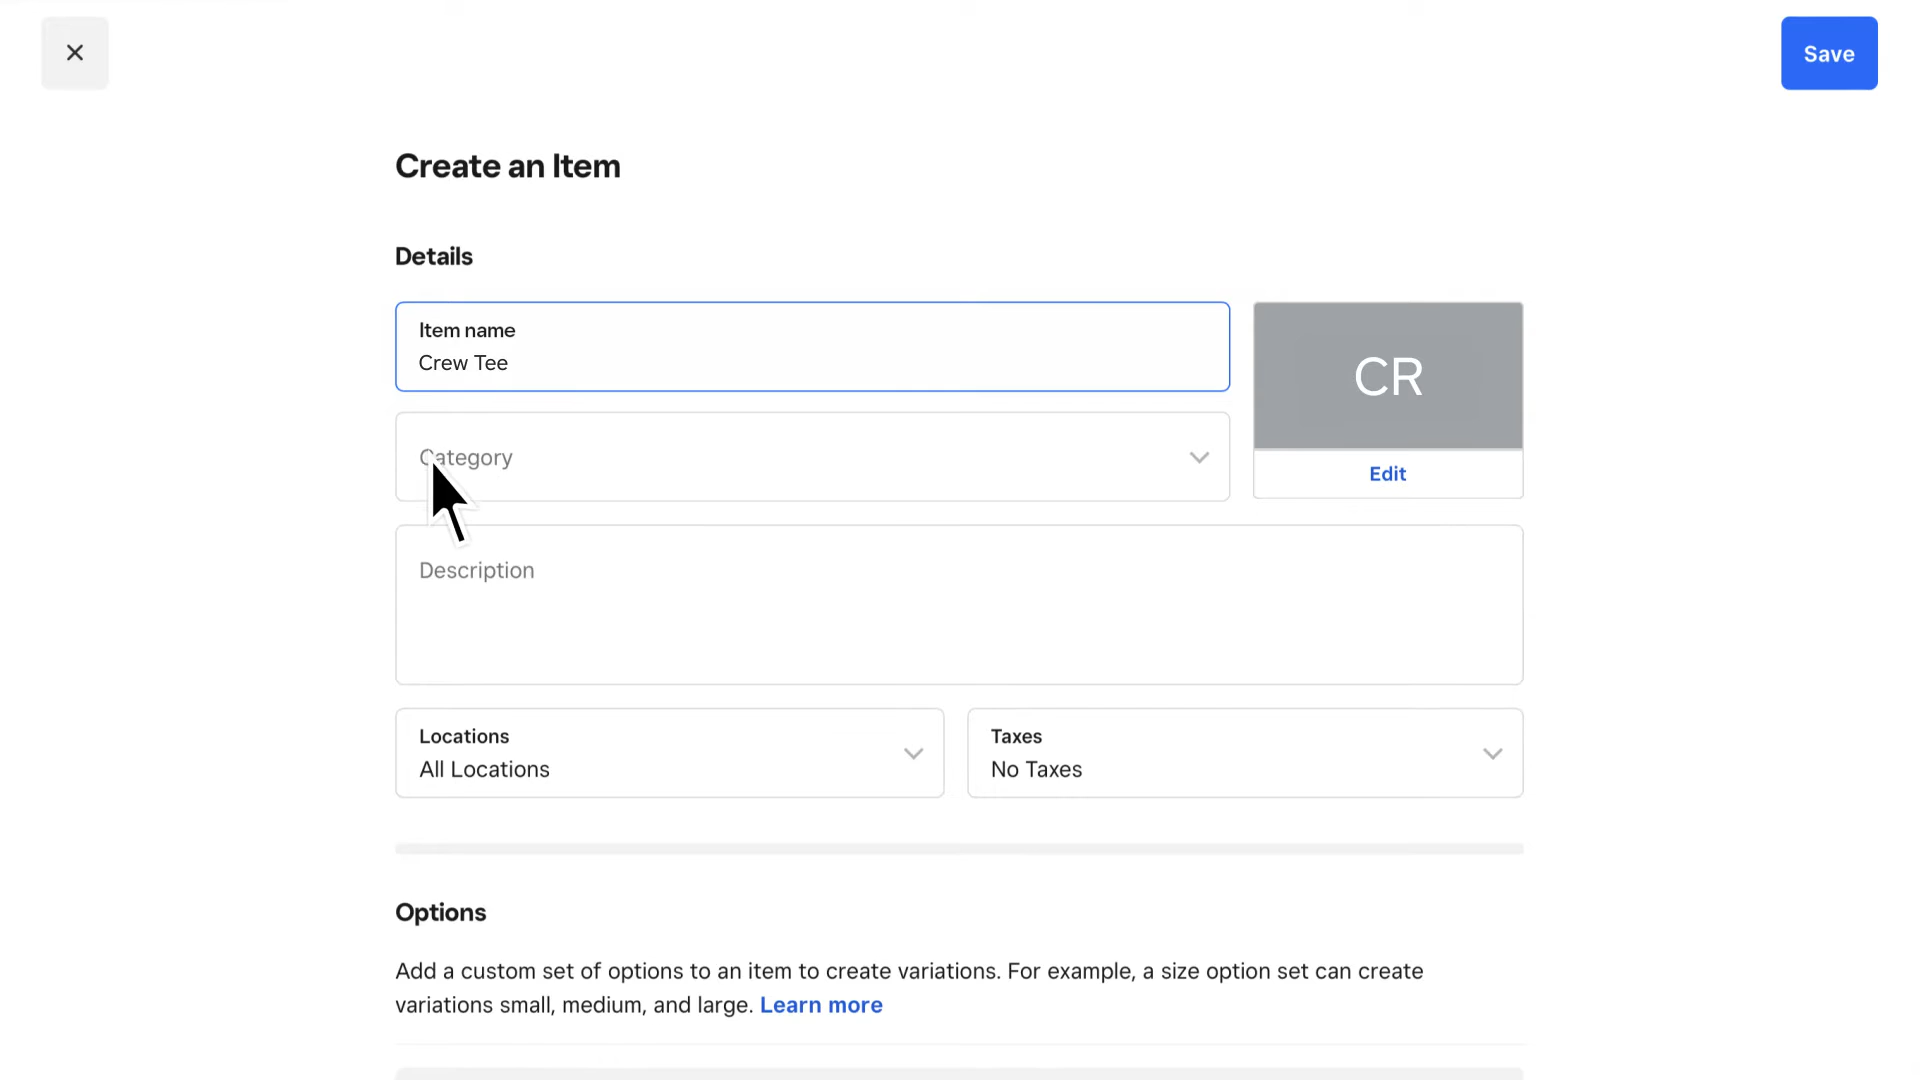 Save
Create an Item
Details
Item name
Crew Tee
CR
Category
Edit
Description
Locations
All Locations
Taxes
No Taxes
Options
Add a custom set of options to an item to create variations. For example, a size option set can create
variations small, medium, and large. Learn more